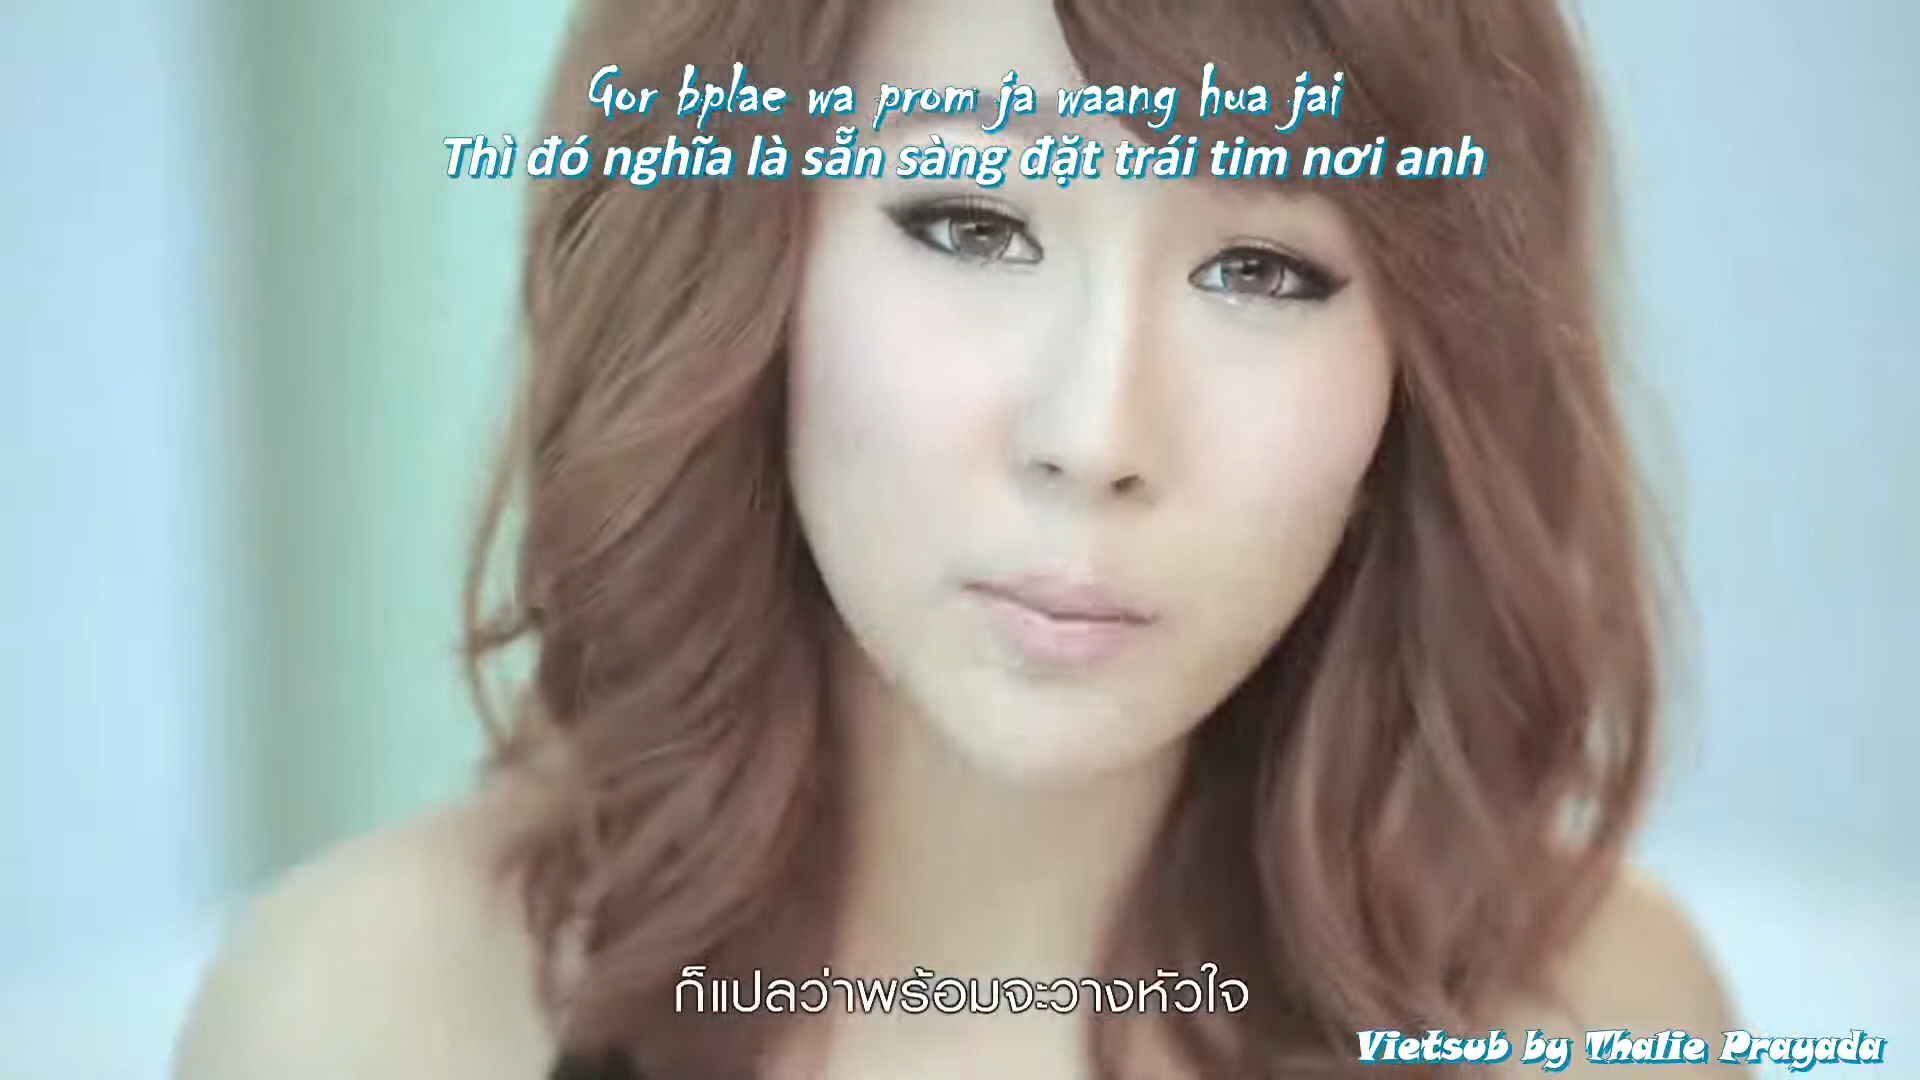 Gor bplae wa prom ja waang hua jai
Thì đó nghĩa là sẵn sàng đặt trái tim nơi anh
ก็แปลว่าพร้อมจะวางหัวใจ
Vietsub by Thalie Prayada